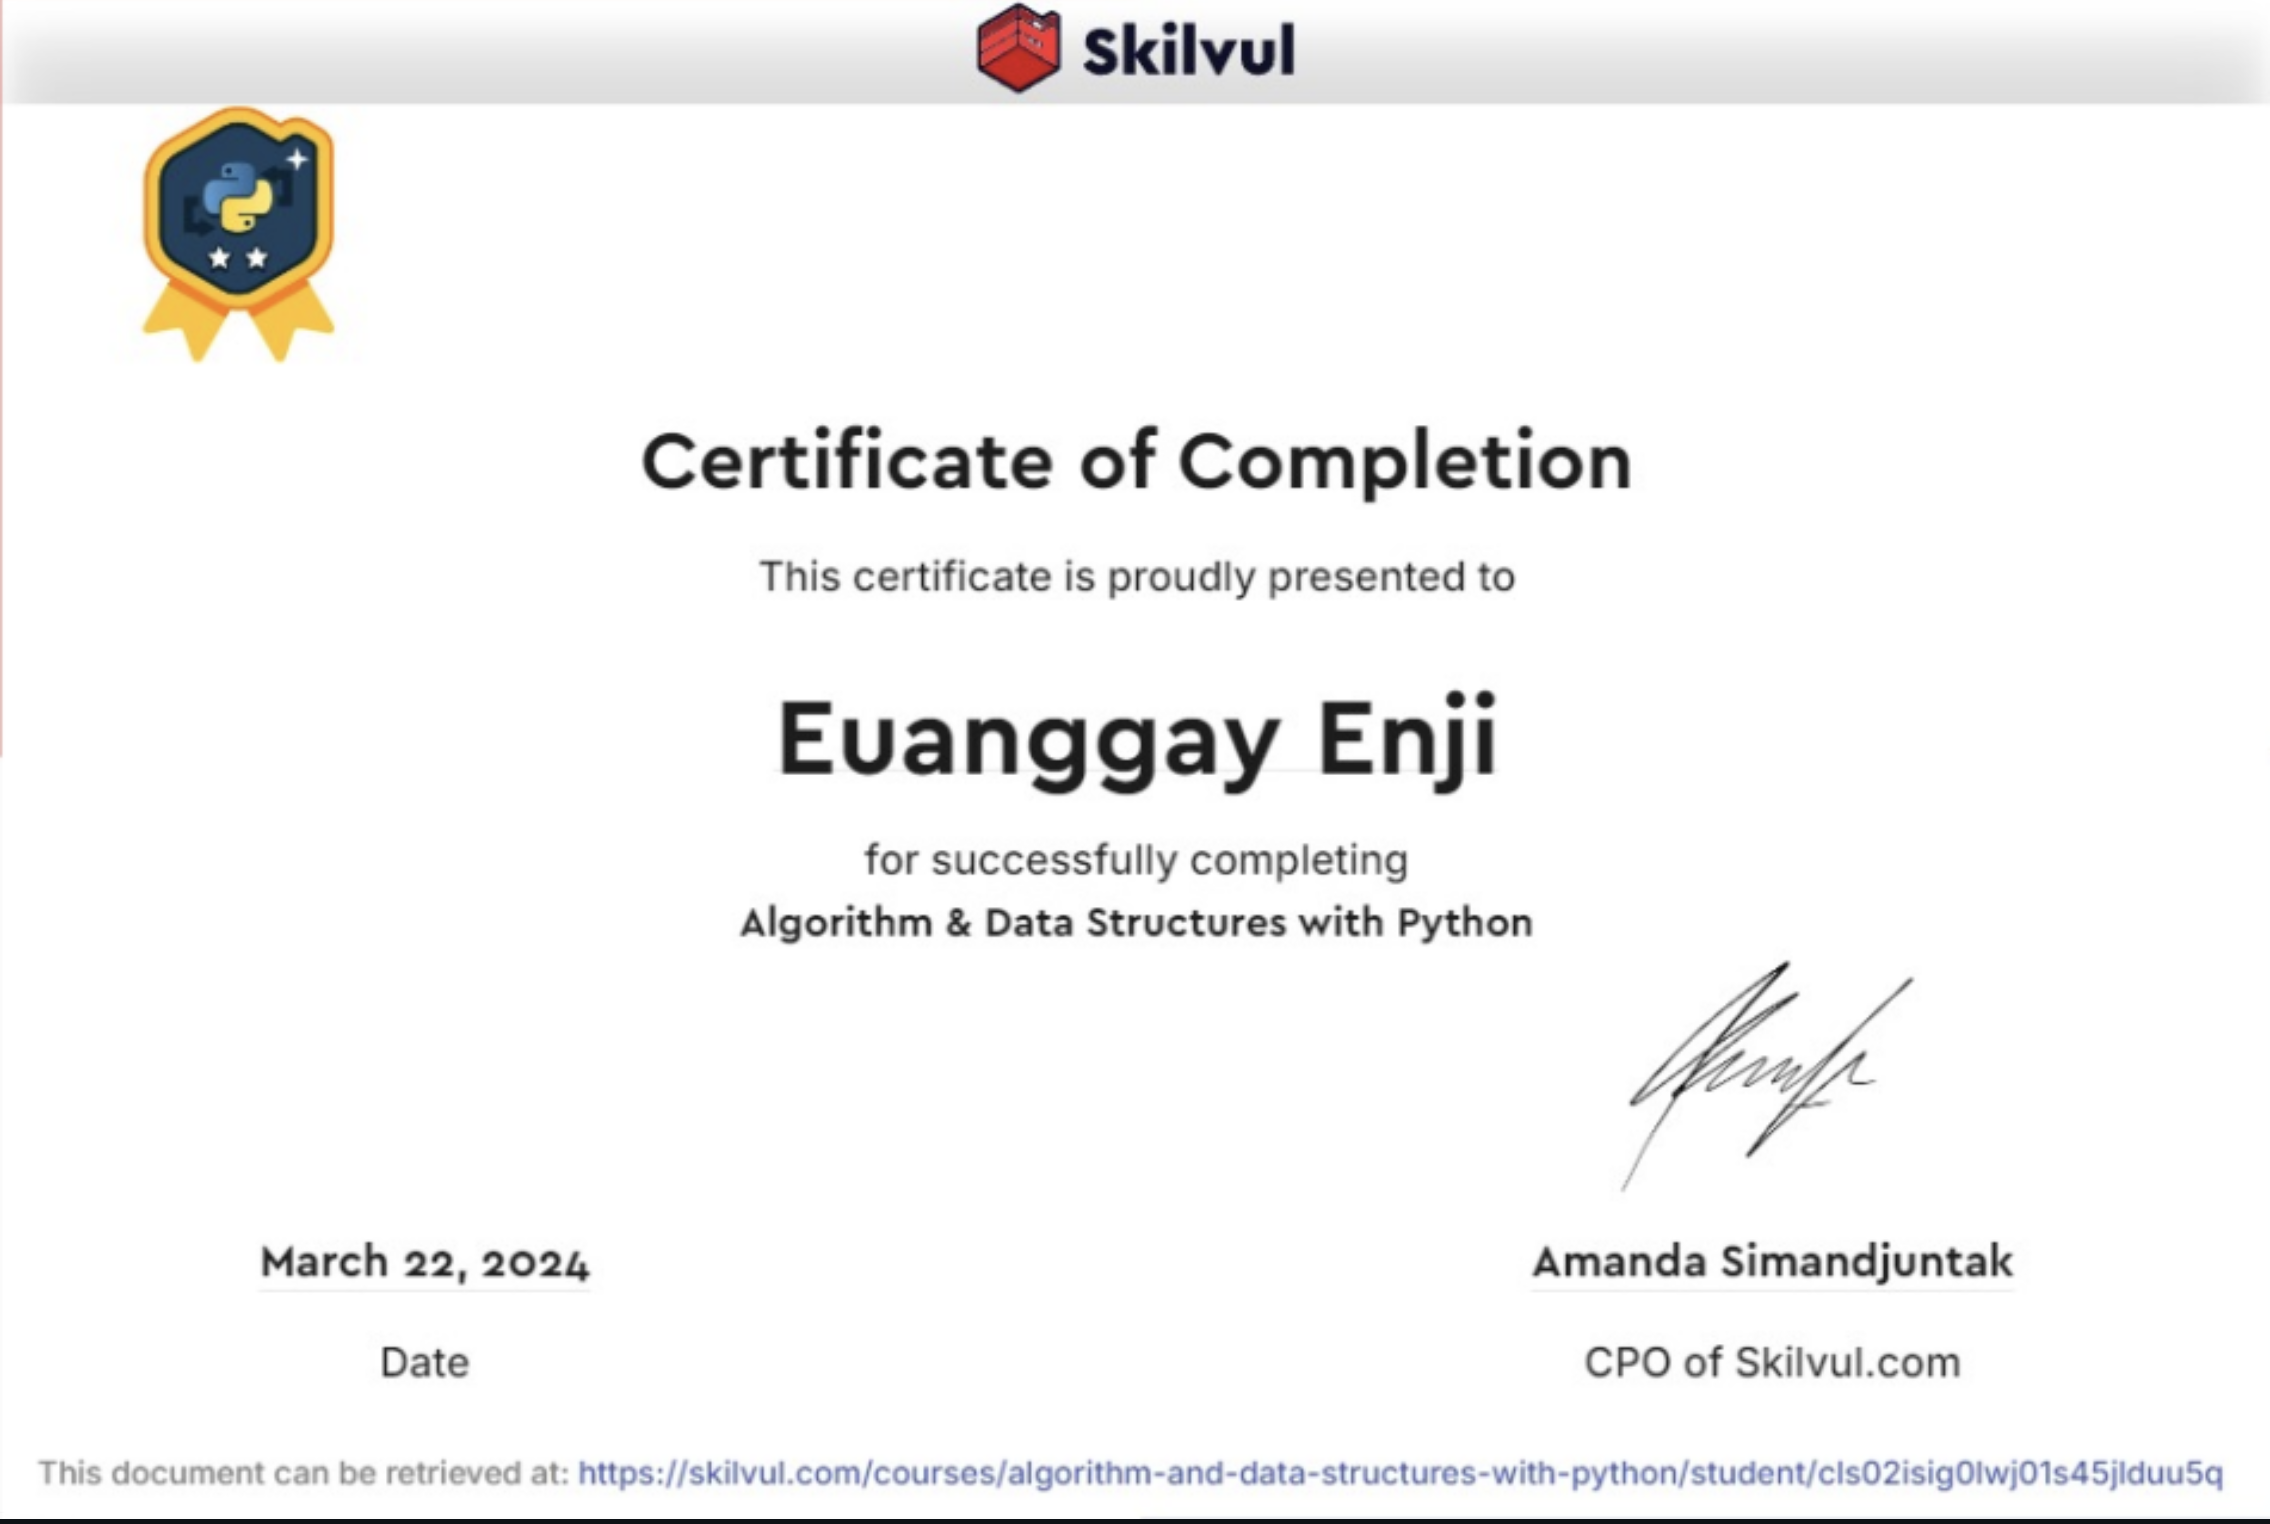 Skilvul
Certificate of Completion
This certificate is proudly presented to
Euanggay Enji
for successfully completing
Algorithm & Data Structures with Python
March 22, 2024
Amanda Simandjuntak
Date
CPO of Skilvul.com
This document can be retrieved at: https://skilvul.com/courses/algorithm-and-data-structures-with-python/student/cls02isig0lwj01s45jlduu5q